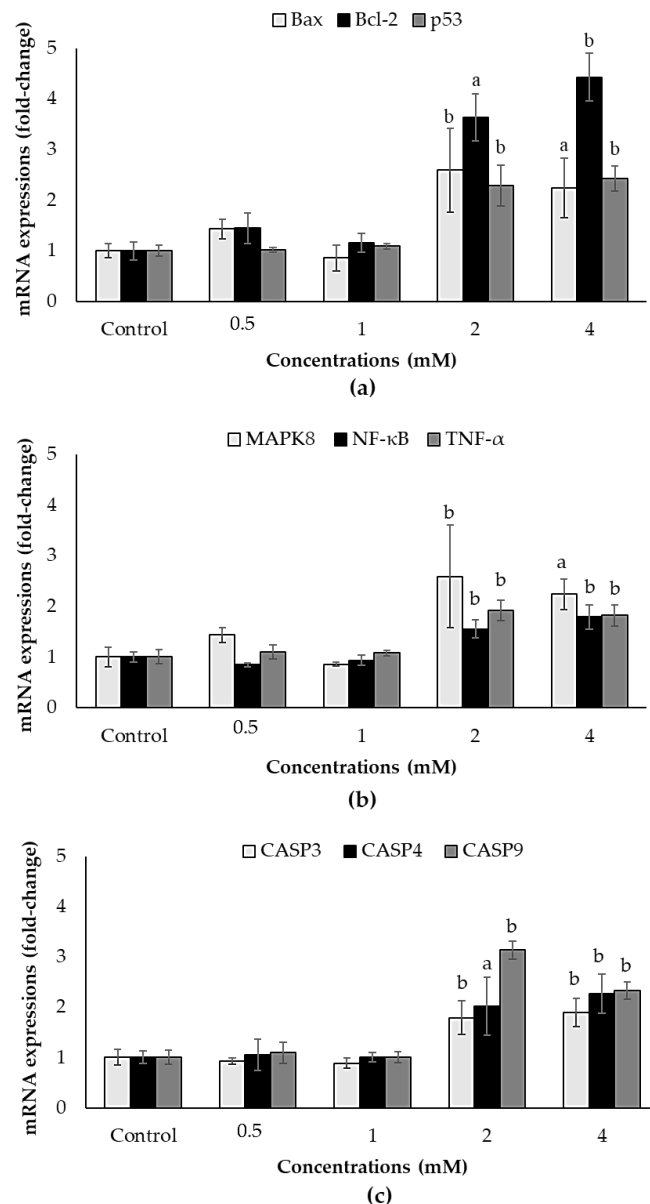 Bax Bcl-2 p53
mRNA expressions (fold-change)
5
4
3
2
1
0
b
a
b
a
b
b
Control 0.5 1 2 4
Concentrations (mM)
(a)
MAPK8 NF-κB TNF-α
mRNA expressions (fold-change)
5
4
3
2
1
0
b
b
b
a
b
b
Control 0.5 1 2 4
Concentrations (mM)
(b)
CASP3 CASP4 CASP9
mRNA expressions (fold-change)
5
4
3
2
1
0
b
a
b
b
b
b
Control 0.5 1 2 4
Concentrations (mM)
(c)